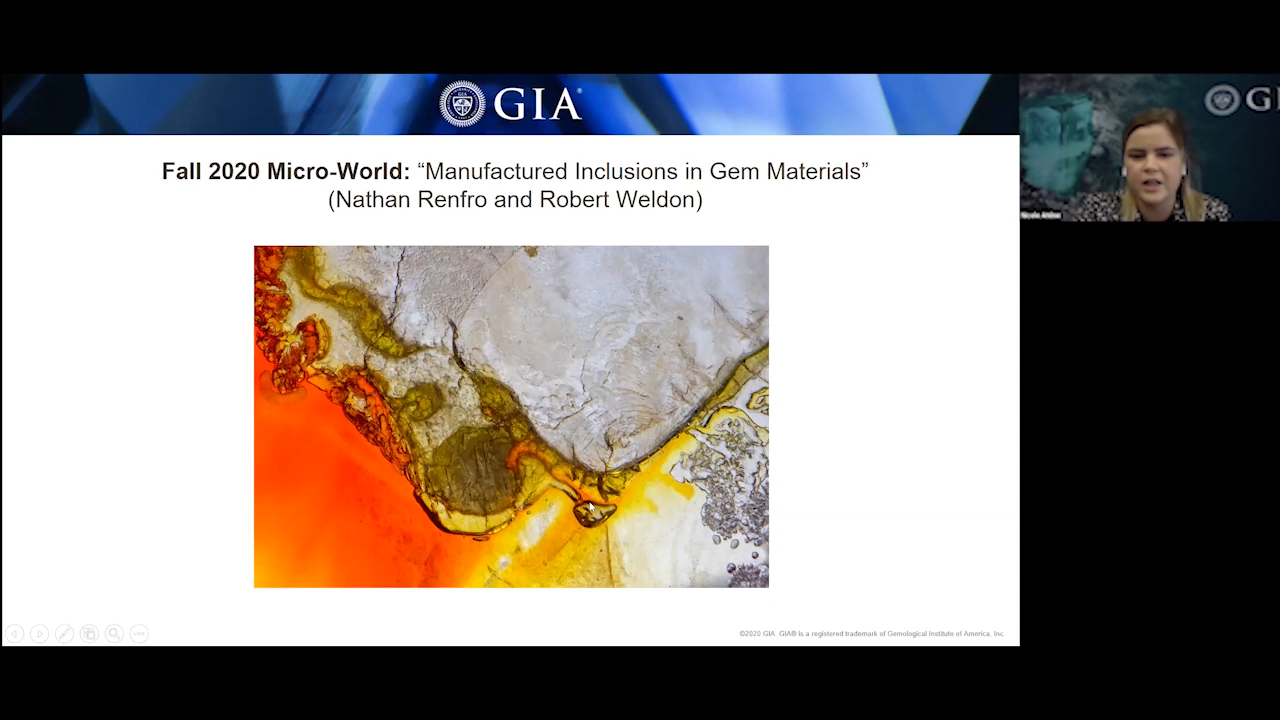 GIA®
Fall 2020 Micro-World: “Manufactured Inclusions in Gem Materials”
(Nathan Renfro and Robert Weldon)
©2020 GIA. GIA® is a registered trademark of Gemological Institute of America, Inc.
GI